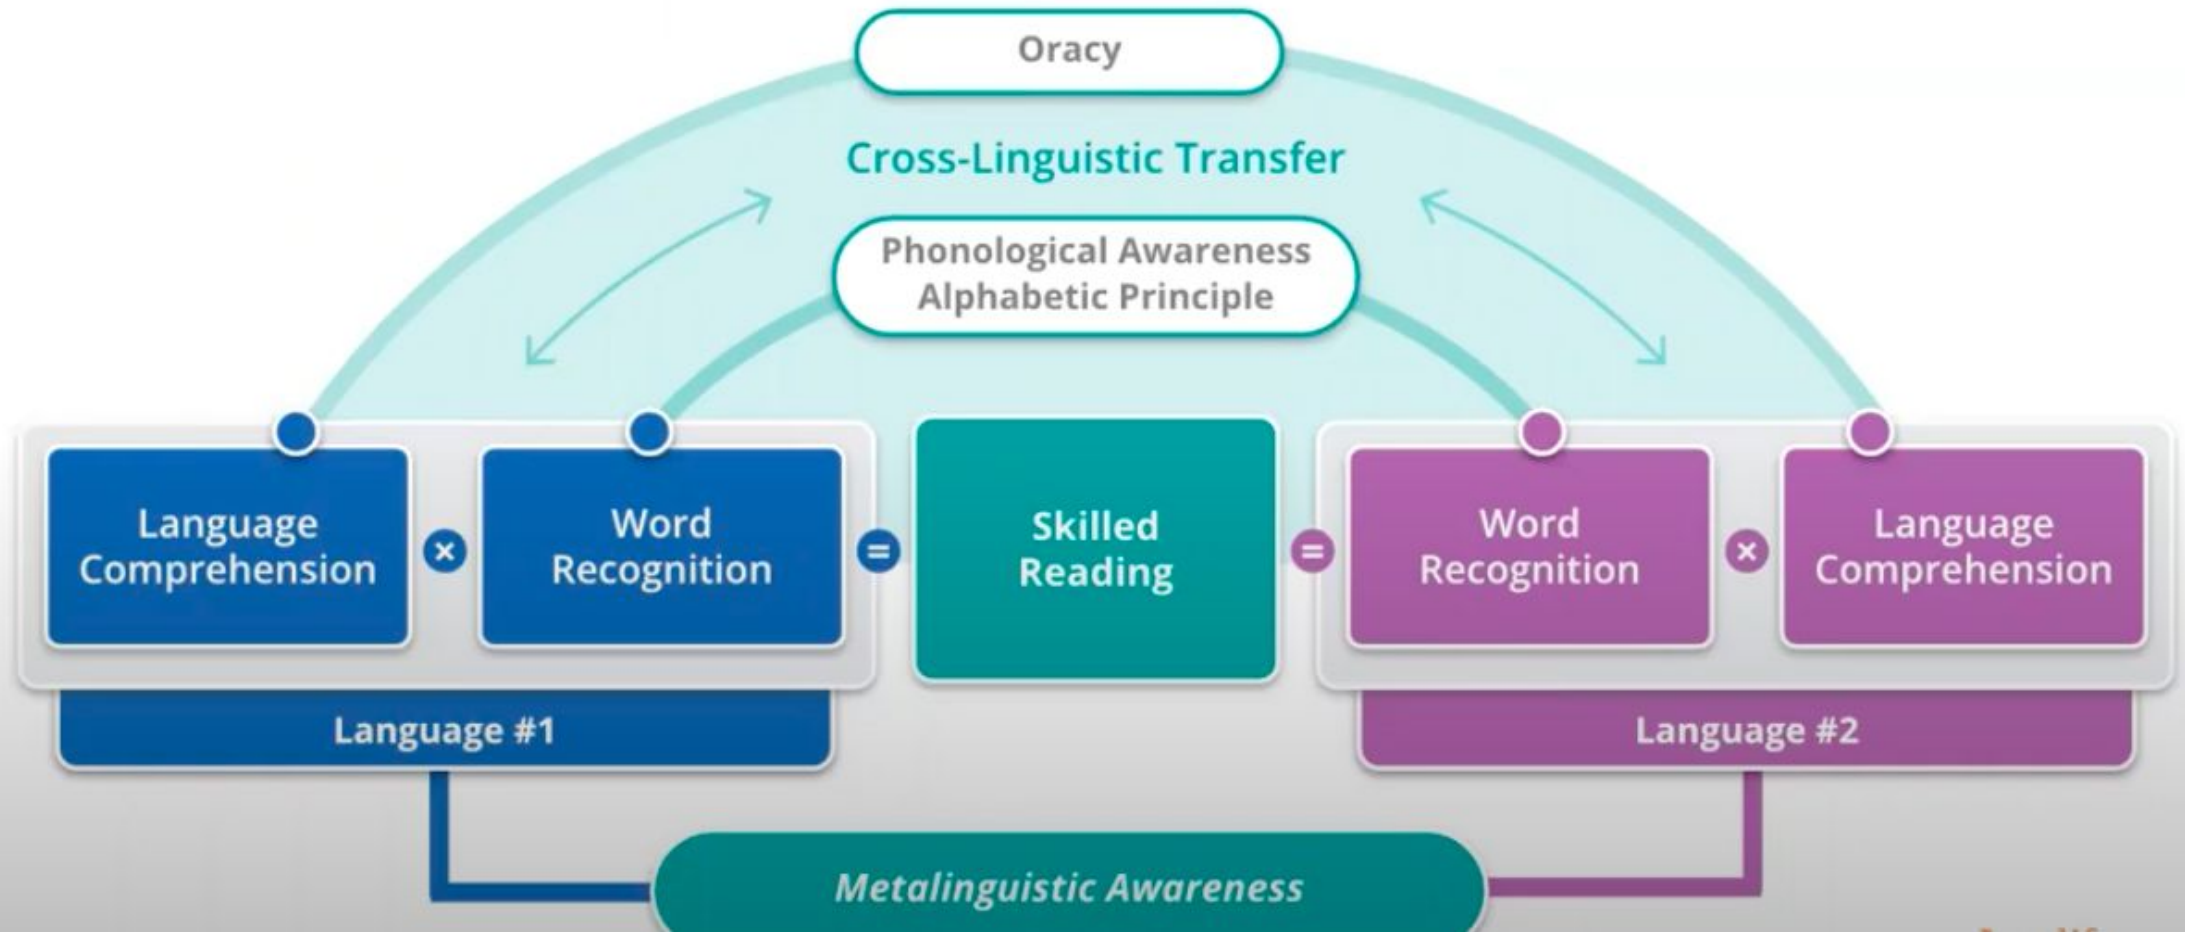 Oracy
Cross-Linguistic Transfer
Phonological Awareness
Alphabetic Principle
Language
Comprehension
×
Word
Recognition
=
Skilled
Reading
=
Word
Recognition
×
Language
Comprehension
Language #1
Language #2
Metalinguistic Awareness